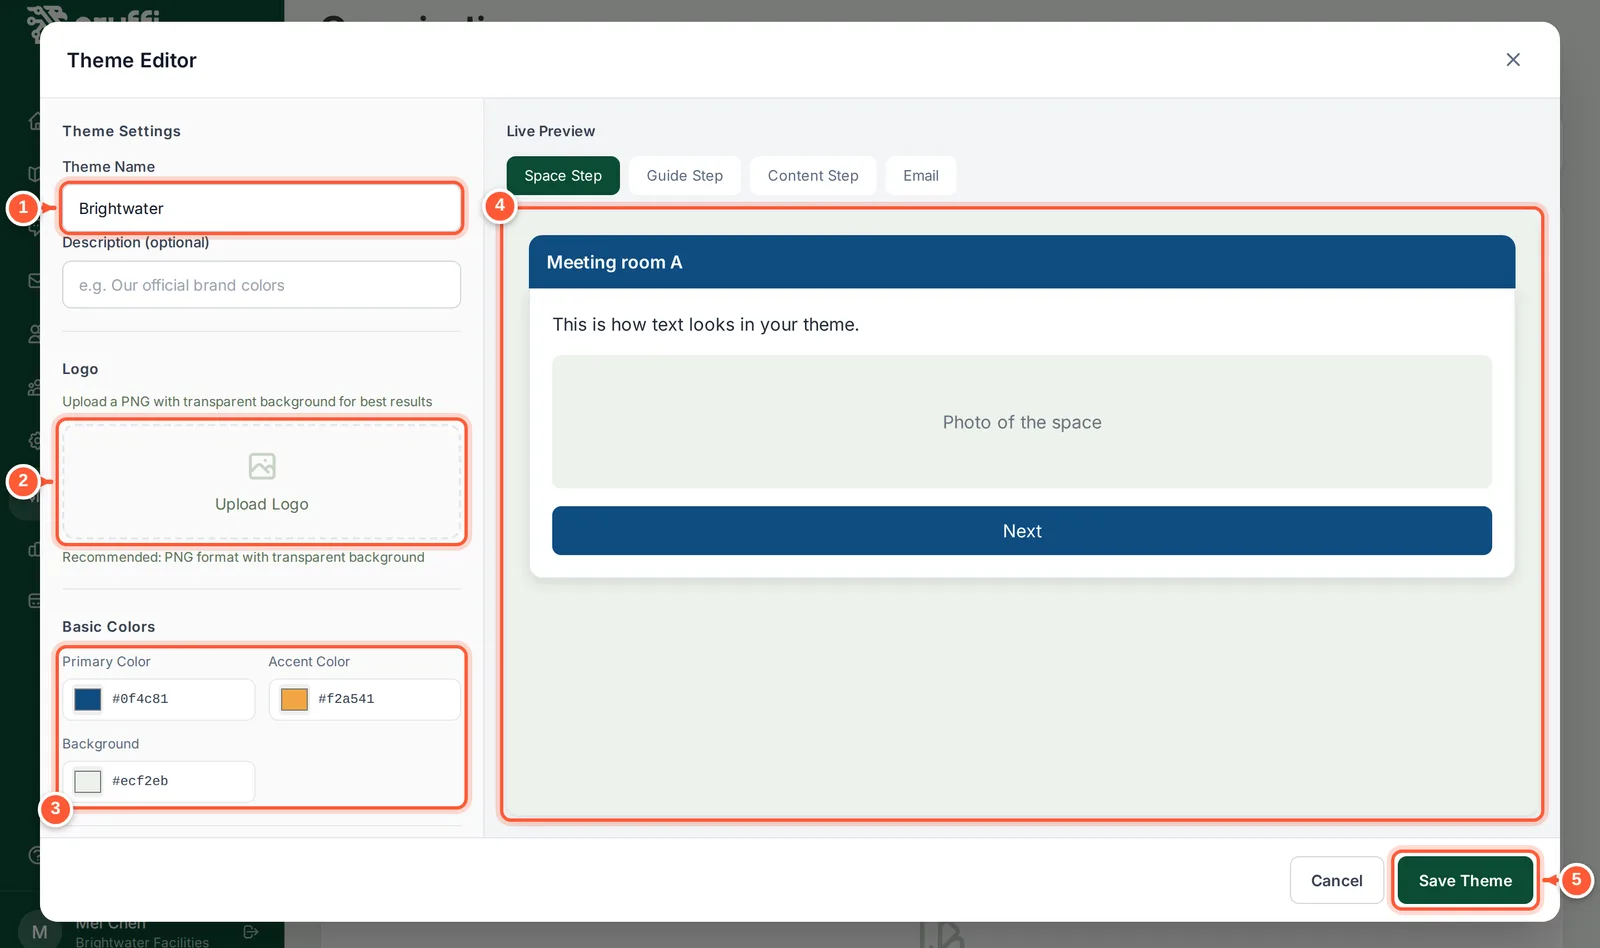 Theme Editor
Theme Settings
Theme Name
1
Brightwater
Description (optional)
e.g. Our official brand colors
Logo
Upload a PNG with transparent background for best results
2
Upload Logo
Recommended: PNG format with transparent background
Basic Colors
Primary Color
Accent Color
#0f4c81
#f2a541
Background
#ecf2eb
3
Live Preview
Space Step
Guide Step
Content Step
Email
4
Meeting room A
This is how text looks in your theme.
Photo of the space
Next
Cancel
Save Theme
5
M
Mei Chen
Brightwater Facilities